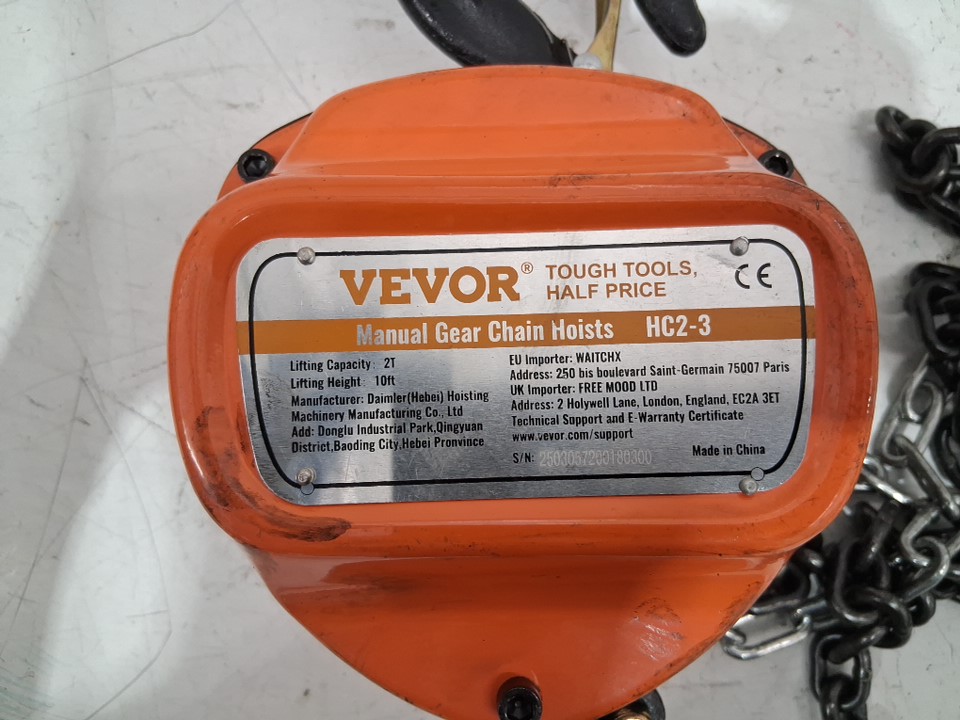 VEVOR® TOUGH TOOLS,
HALF PRICE
CE
Manual Gear Chain Hoists HC2-3
Lifting Capacity: 2T
Lifting Height: 10ft
Manufacturer: Daimler(Hebei) Hoisting
Machinery Manufacturing Co., Ltd
Add: Donglu Industrial Park,Qingyuan
District,Baoding City,Hebei Pronvince
EU Importer: WAITCHX
Address: 250 bis boulevard Saint-Germain 75007 Paris
UK Importer: FREE MOOD LTD
Address: 2 Holywell Lane, London, England, EC2A 3ET
Technical Support and E-Warranty Certificate
www.vevor.com/support
S/N: 2503057200180300
Made in China